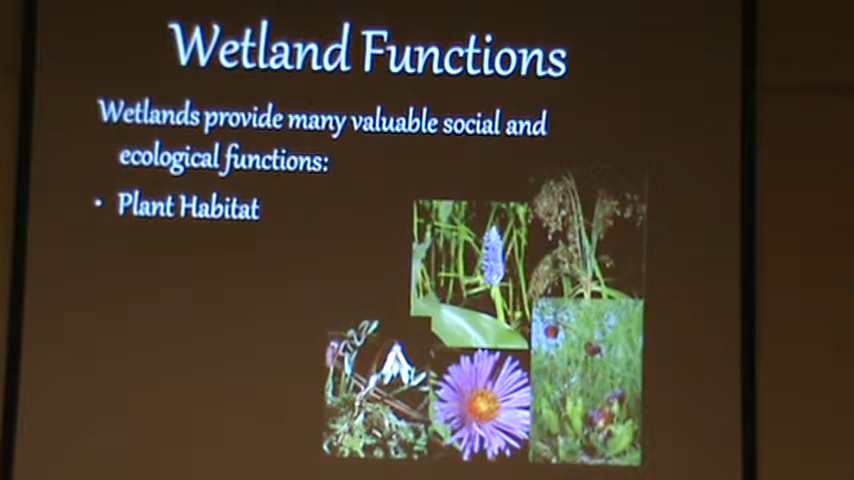 Wetland Functions
Wetlands provide many valuable social and
ecological functions:
• Plant Habitat